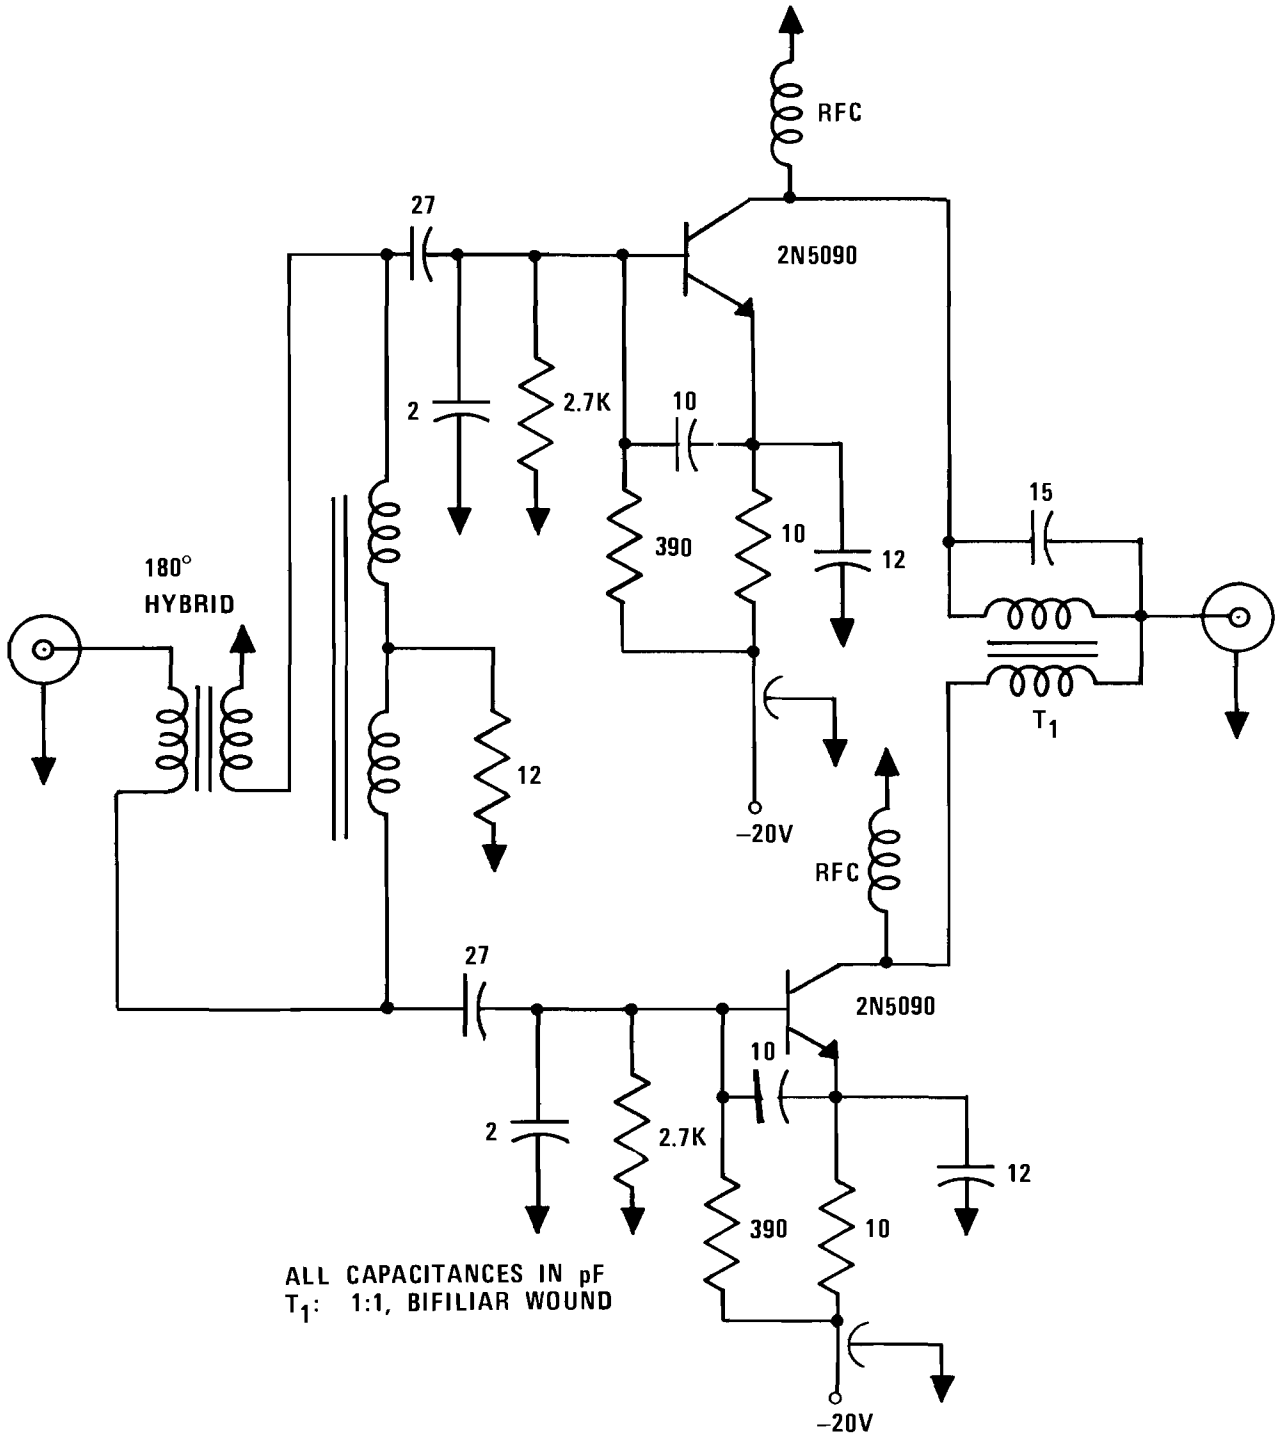 RFC
27
2N5090
2
2.7K
10
390
10
12
15
180°
HYBRID
T1
12
–20V
RFC
27
2N5090
10
2
2.7K
12
390
10
ALL CAPACITANCES IN pF
T1: 1:1, BIFILIAR WOUND
–20V